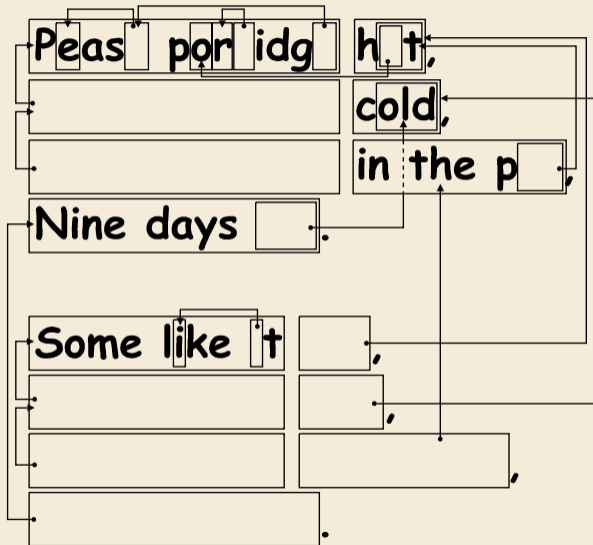 Peas  por idg  h t,
cold,
in the p ,
Nine days  .
Some like  t  ,
,
,
.